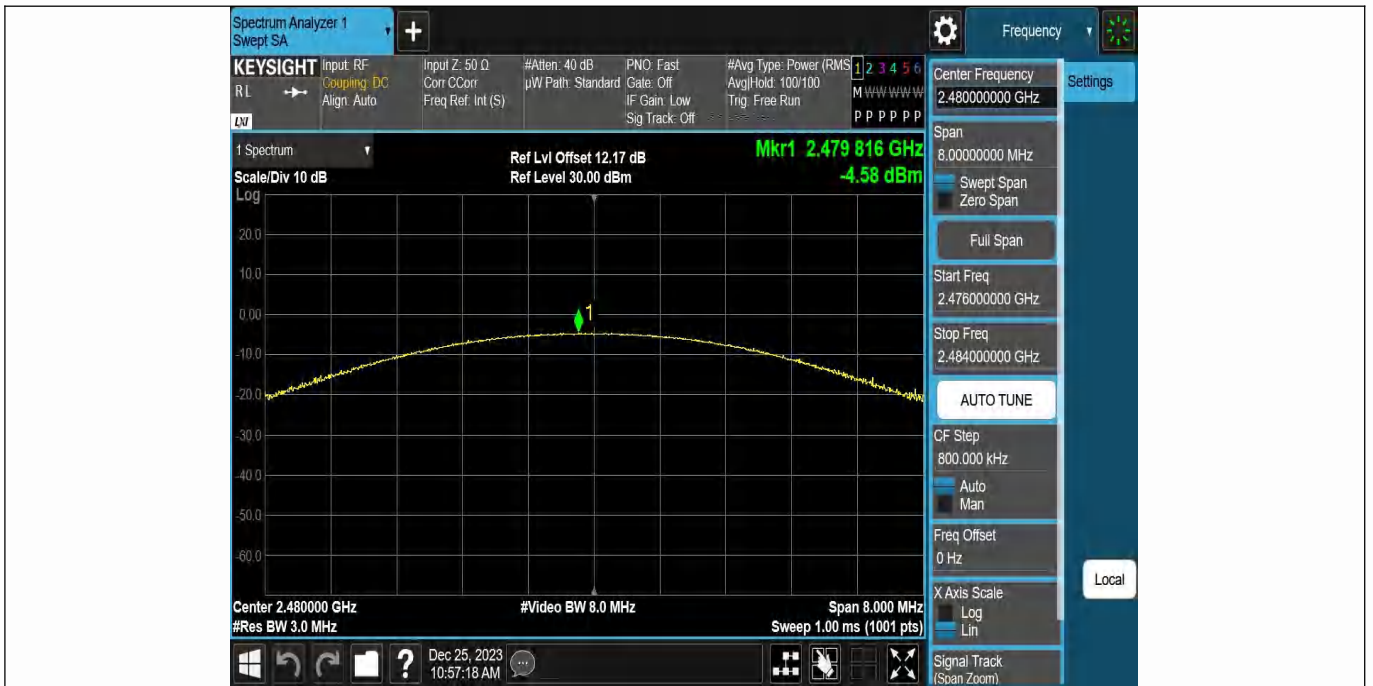 Spectrum Analyzer 1
Swept SA
+
Frequency
KEYSIGHT
RL
LXI
Input: RF
Coupling: DC
Align: Auto
Input Z: 50 Ω
Corr CCorr
Freq Ref: Int (S)
#Atten: 40 dB
µW Path: Standard
PNO: Fast
Gate: Off
IF Gain: Low
Sig Track: Off
#Avg Type: Power (RMS
Avg|Hold: 100/100
Trig: Free Run
1 2 3 4 5 6
M W W W W W
P P P P P P
1 Spectrum
Scale/Div 10 dB
Ref Lvl Offset 12.17 dB
Ref Level 30.00 dBm
Mkr1 2.479 816 GHz
-4.58 dBm
Log
20.0
10.0
0.00
-10.0
-20.0
-30.0
-40.0
-50.0
-60.0
1
Center 2.480000 GHz
#Res BW 3.0 MHz
#Video BW 8.0 MHz
Span 8.000 MHz
Sweep 1.00 ms (1001 pts)
Dec 25, 2023
10:57:18 AM
Center Frequency
2.480000000 GHz
Settings
Span
8.00000000 MHz
Swept Span
Zero Span
Full Span
Start Freq
2.476000000 GHz
Stop Freq
2.484000000 GHz
AUTO TUNE
CF Step
800.000 kHz
Auto
Man
Freq Offset
0 Hz
X Axis Scale
Log
Lin
Local
Signal Track
(Span Zoom)